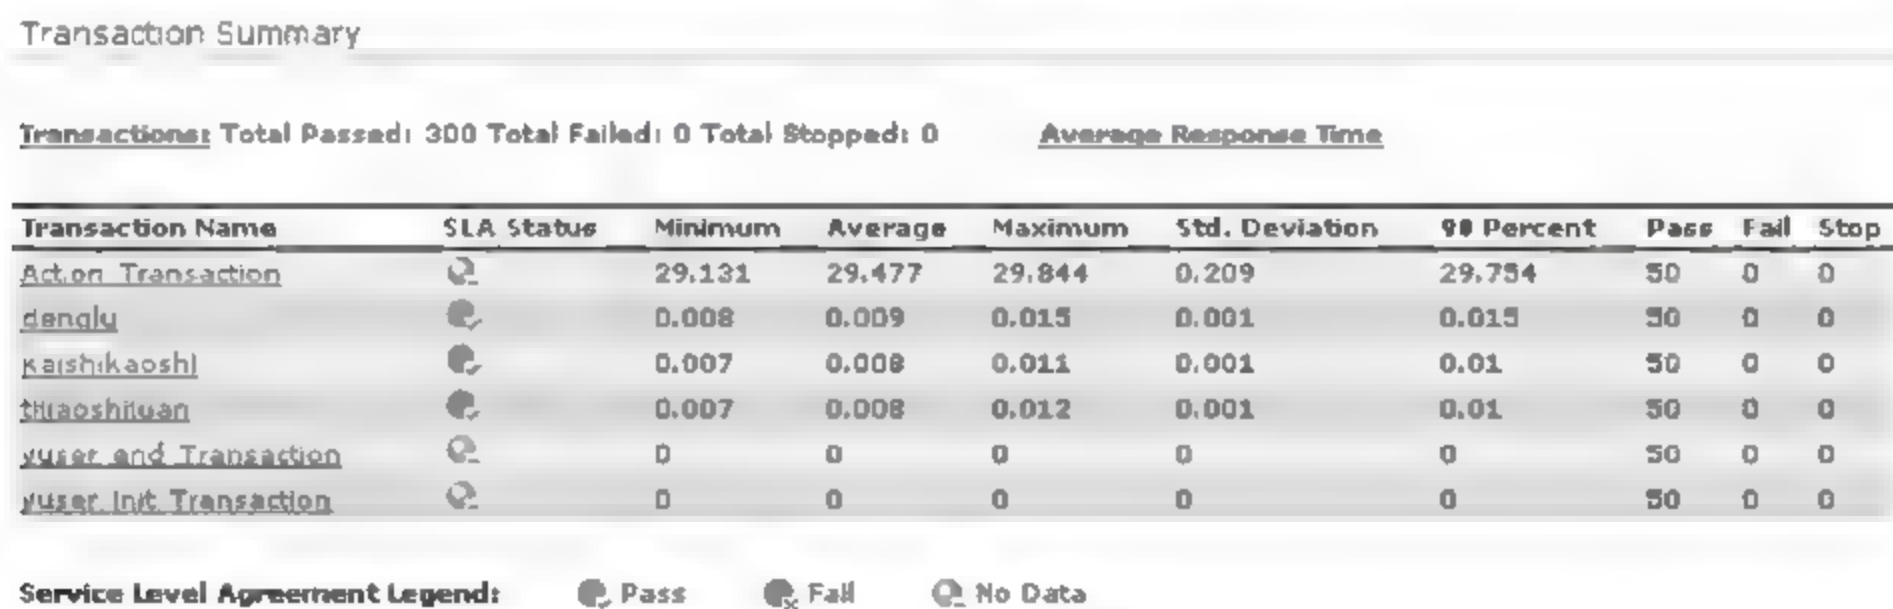 Transaction Summary
Transactions: Total Passed: 300 Total Failed: 0 Total Stopped: 0 Average Response Time
Transaction Name SLA Status Minimum Average Maximum Std. Deviation 90 Percent Pass Fail Stop
Action_Transaction 29.131 29.477 29.844 0.209 29.754 50 0 0
denglu 0.008 0.009 0.015 0.001 0.015 50 0 0
kaishikaoshi 0.007 0.008 0.011 0.001 0.01 50 0 0
0.007 0.008 0.012 0.001 0.01 50 0 0
vuser_end_Transaction 0 0 0 0 0 50 0 0
vuser_init_Transaction 0 0 0 0 0 50 0 0
Service Level Agreement Legend: Pass Fail No Data